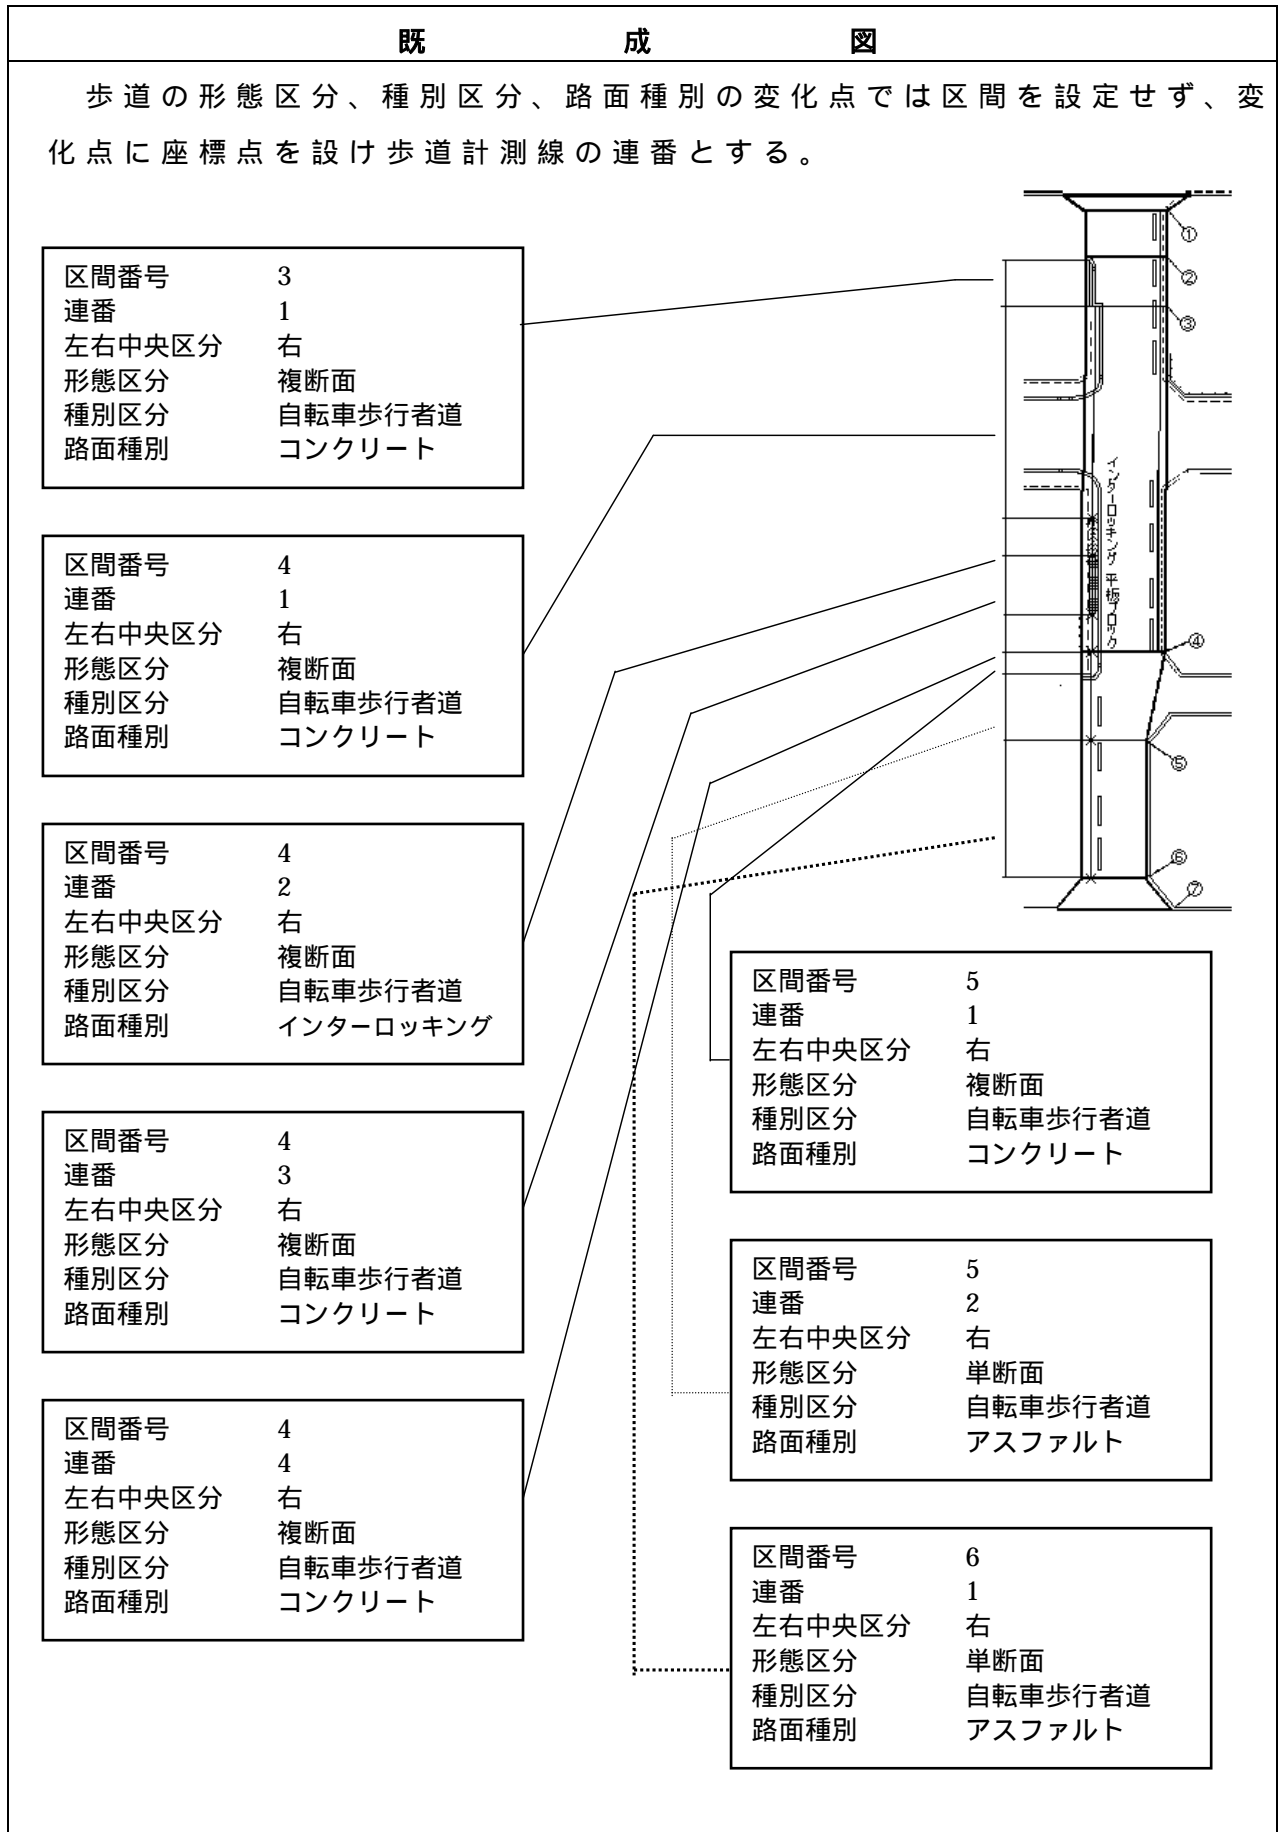 既成図
歩道の形態区分、種別区分、路面種別の変化点では区間を設定せず、変
化点に座標点を設け歩道計測線の連番とする。
区間番号 3
連番 1
左右中央区分 右
形態区分 複断面
種別区分 自転車歩行者道
路面種別 コンクリート
区間番号 4
連番 1
左右中央区分 右
形態区分 複断面
種別区分 自転車歩行者道
路面種別 コンクリート
区間番号 4
連番 2
左右中央区分 右
形態区分 複断面
種別区分 自転車歩行者道
路面種別 インターロッキング
区間番号 4
連番 3
左右中央区分 右
形態区分 複断面
種別区分 自転車歩行者道
路面種別 コンクリート
区間番号 4
連番 4
左右中央区分 右
形態区分 複断面
種別区分 自転車歩行者道
路面種別 コンクリート
①
②
③
インターロッキング 平板ブロック
④
⑤
⑥
⑦
区間番号 5
連番 1
左右中央区分 右
形態区分 複断面
種別区分 自転車歩行者道
路面種別 コンクリート
区間番号 5
連番 2
左右中央区分 右
形態区分 単断面
種別区分 自転車歩行者道
路面種別 アスファルト
区間番号 6
連番 1
左右中央区分 右
形態区分 単断面
種別区分 自転車歩行者道
路面種別 アスファルト